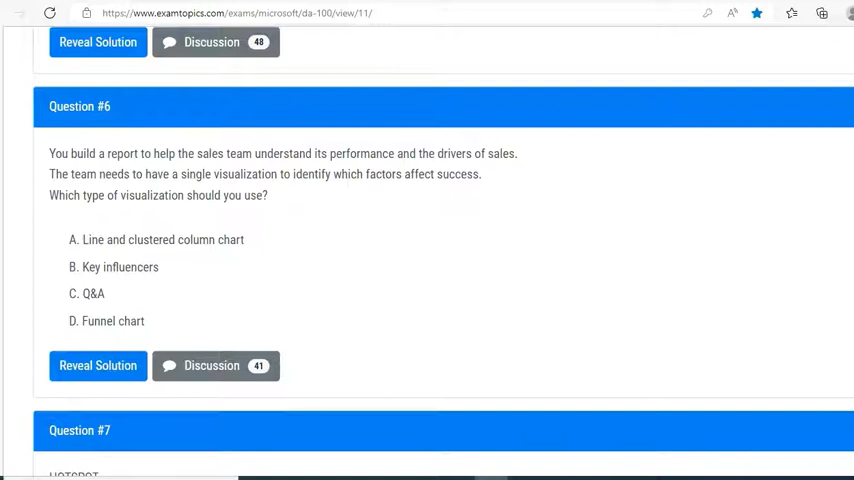 https://www.examtopics.com/exams/microsoft/da-100/view/11/
Reveal Solution
Discussion 48
Question #6
You build a report to help the sales team understand its performance and the drivers of sales.
The team needs to have a single visualization to identify which factors affect success.
Which type of visualization should you use?
A. Line and clustered column chart
B. Key influencers
C. Q&A
D. Funnel chart
Reveal Solution
Discussion 41
Question #7
HOTSPOT